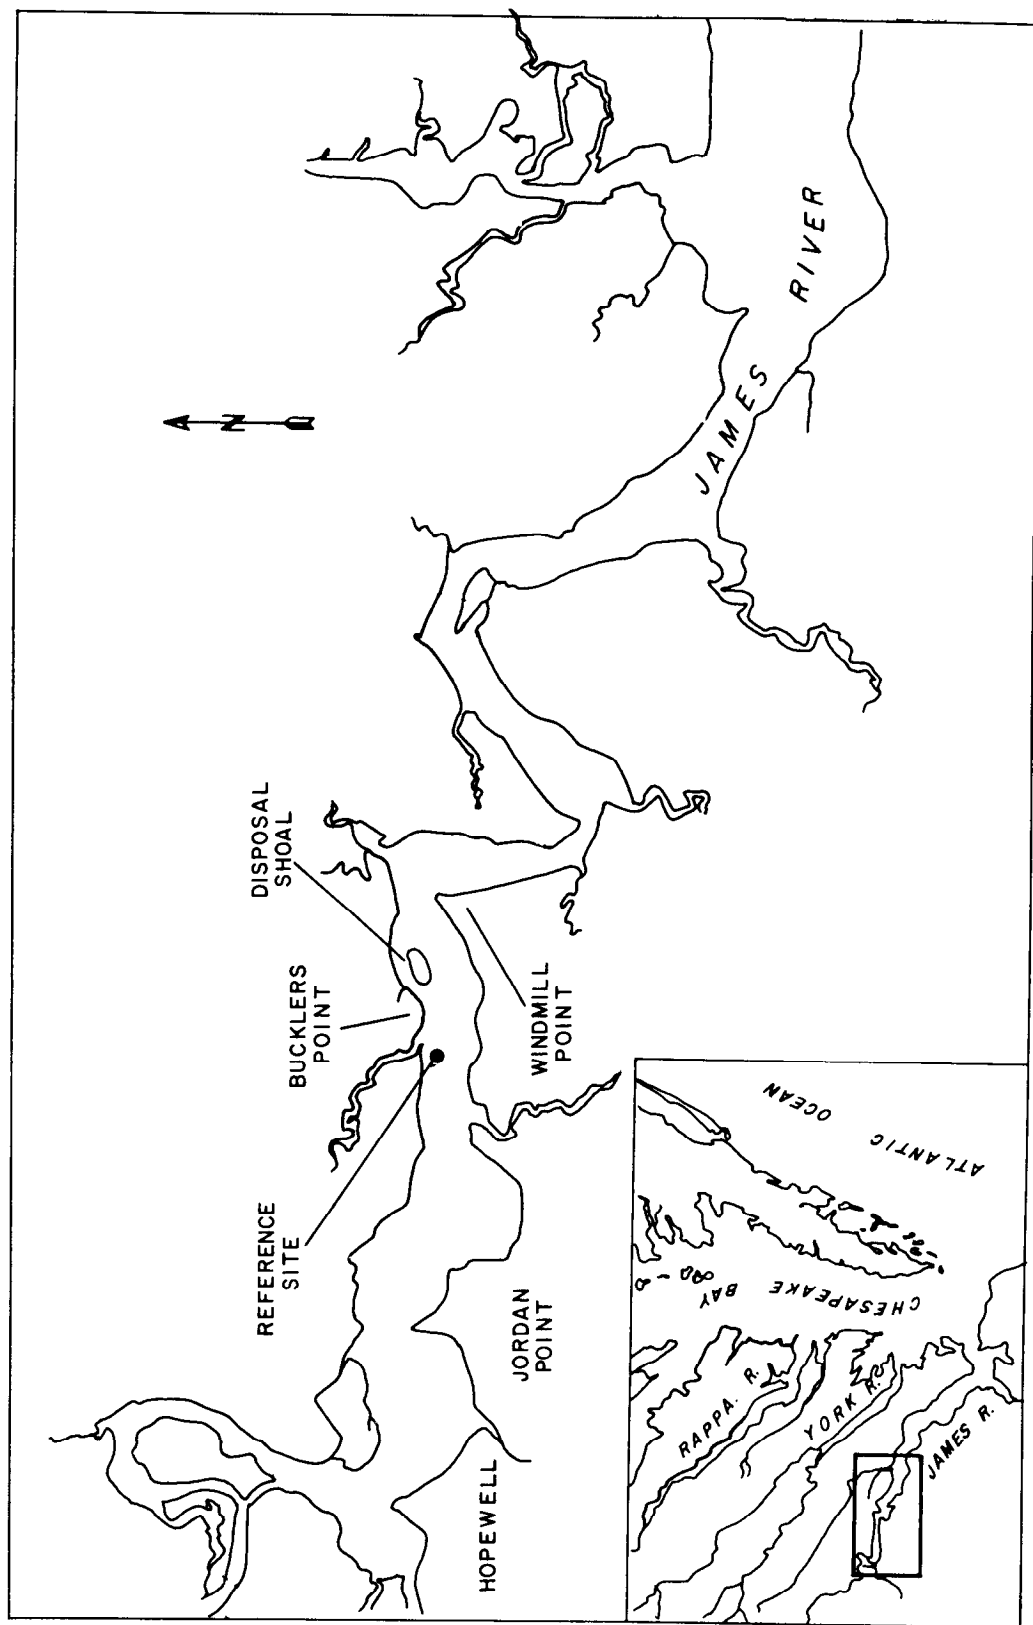 DISPOSAL
SHOAL
BUCKLERS
POINT
REFERENCE
SITE
WINDMILL
POINT
JORDAN
POINT
HOPEWELL
JAMES
RIVER
N
ATLANTIC
OCEAN
CHESAPEAKE
BAY
RAPPA. R.
YORK R.
JAMES R.